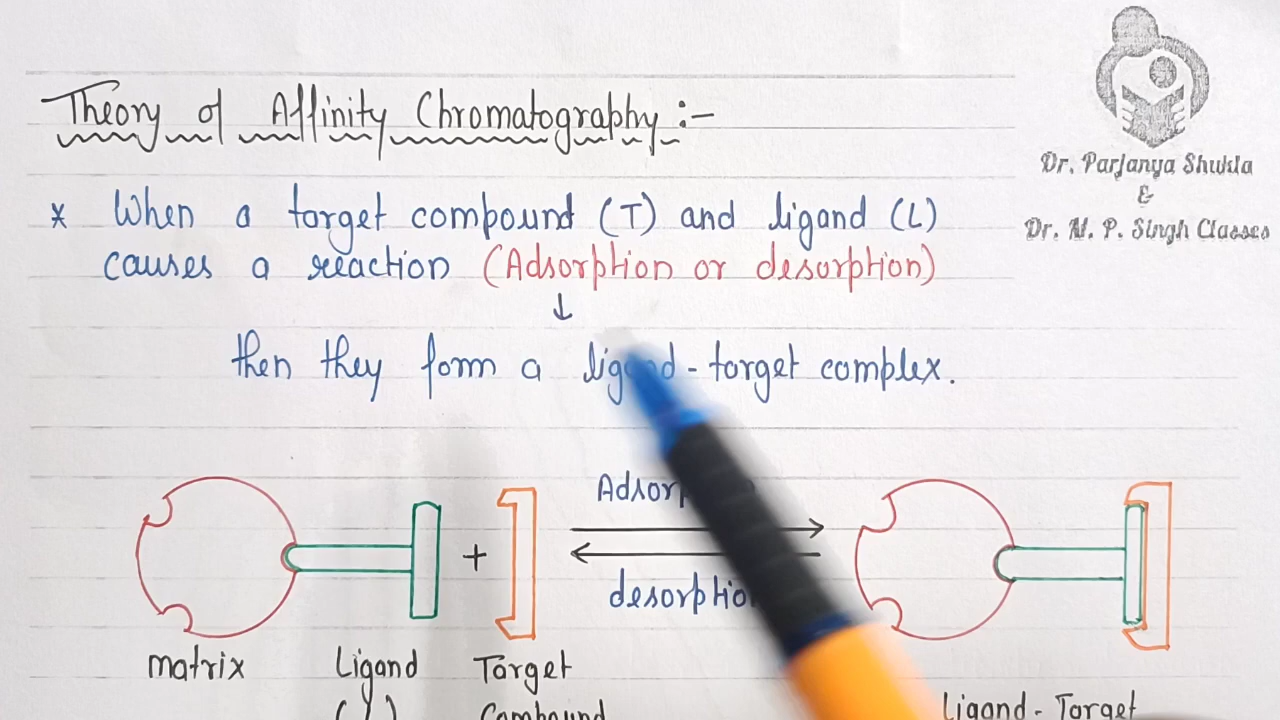 Theory of Affinity Chromatography :-
Dr. Parjanya Shukla
&
Dr. M. P. Singh Classes
* When a target compound (T) and ligand (L)
causes a reaction (Adsorption or desorption)
↓
then they form a ligand - target complex.
+
matrix Ligand Target
(L) Compound
Ligand - Target